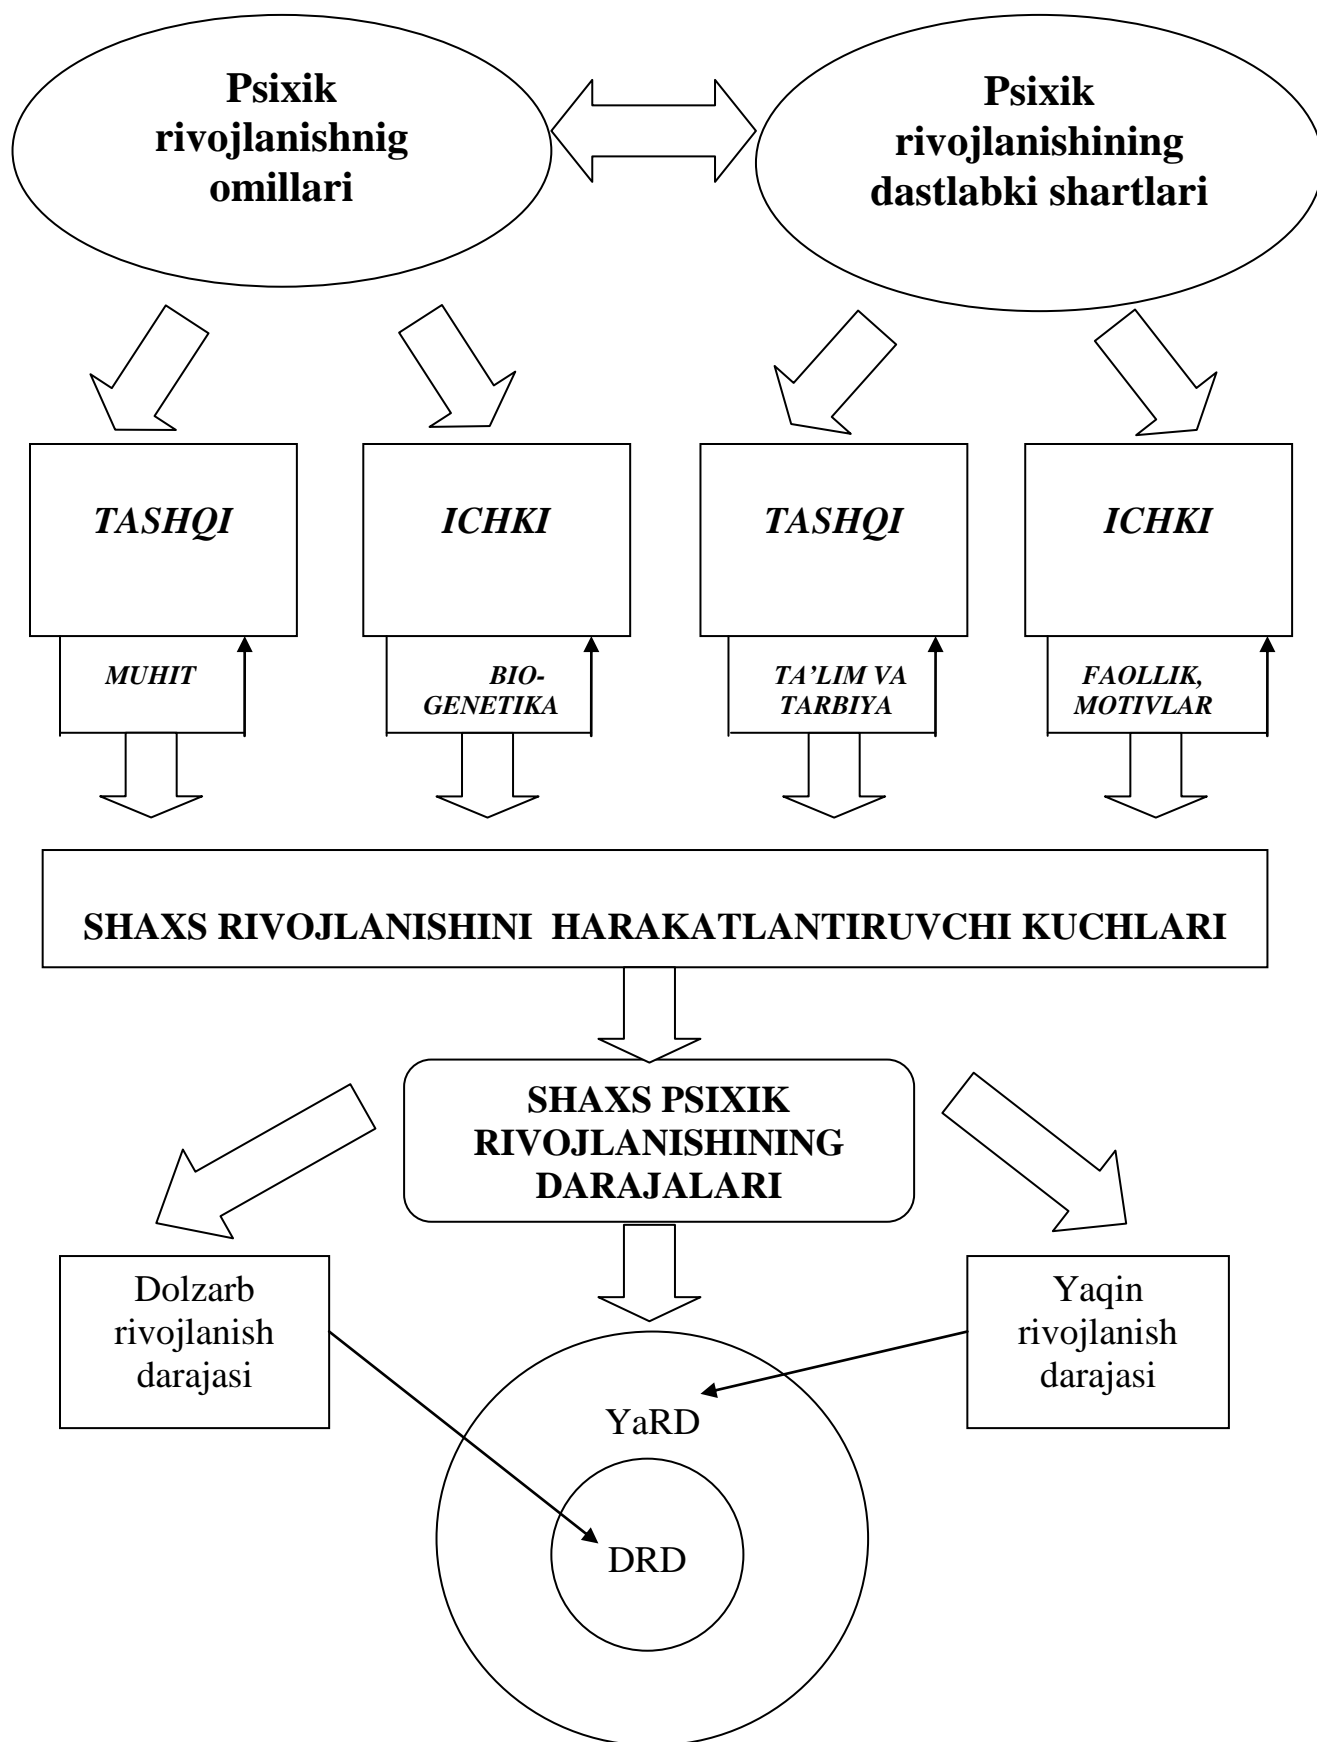 Psixik
rivojlanishnig
omillari
Psixik
rivojlanishining
dastlabki shartlari
TASHQI
ICHKI
TASHQI
ICHKI
MUHIT
BIO-
GENETIKA
TA’LIM VA
TARBIYA
FAOLLIK,
MOTIVLAR
SHAXS RIVOJLANISHINI HARAKATLANTIRUVCHI KUCHLARI
SHAXS PSIXIK
RIVOJLANISHINING
DARAJALARI
Dolzarb
rivojlanish
darajasi
Yaqin
rivojlanish
darajasi
YaRD
DRD